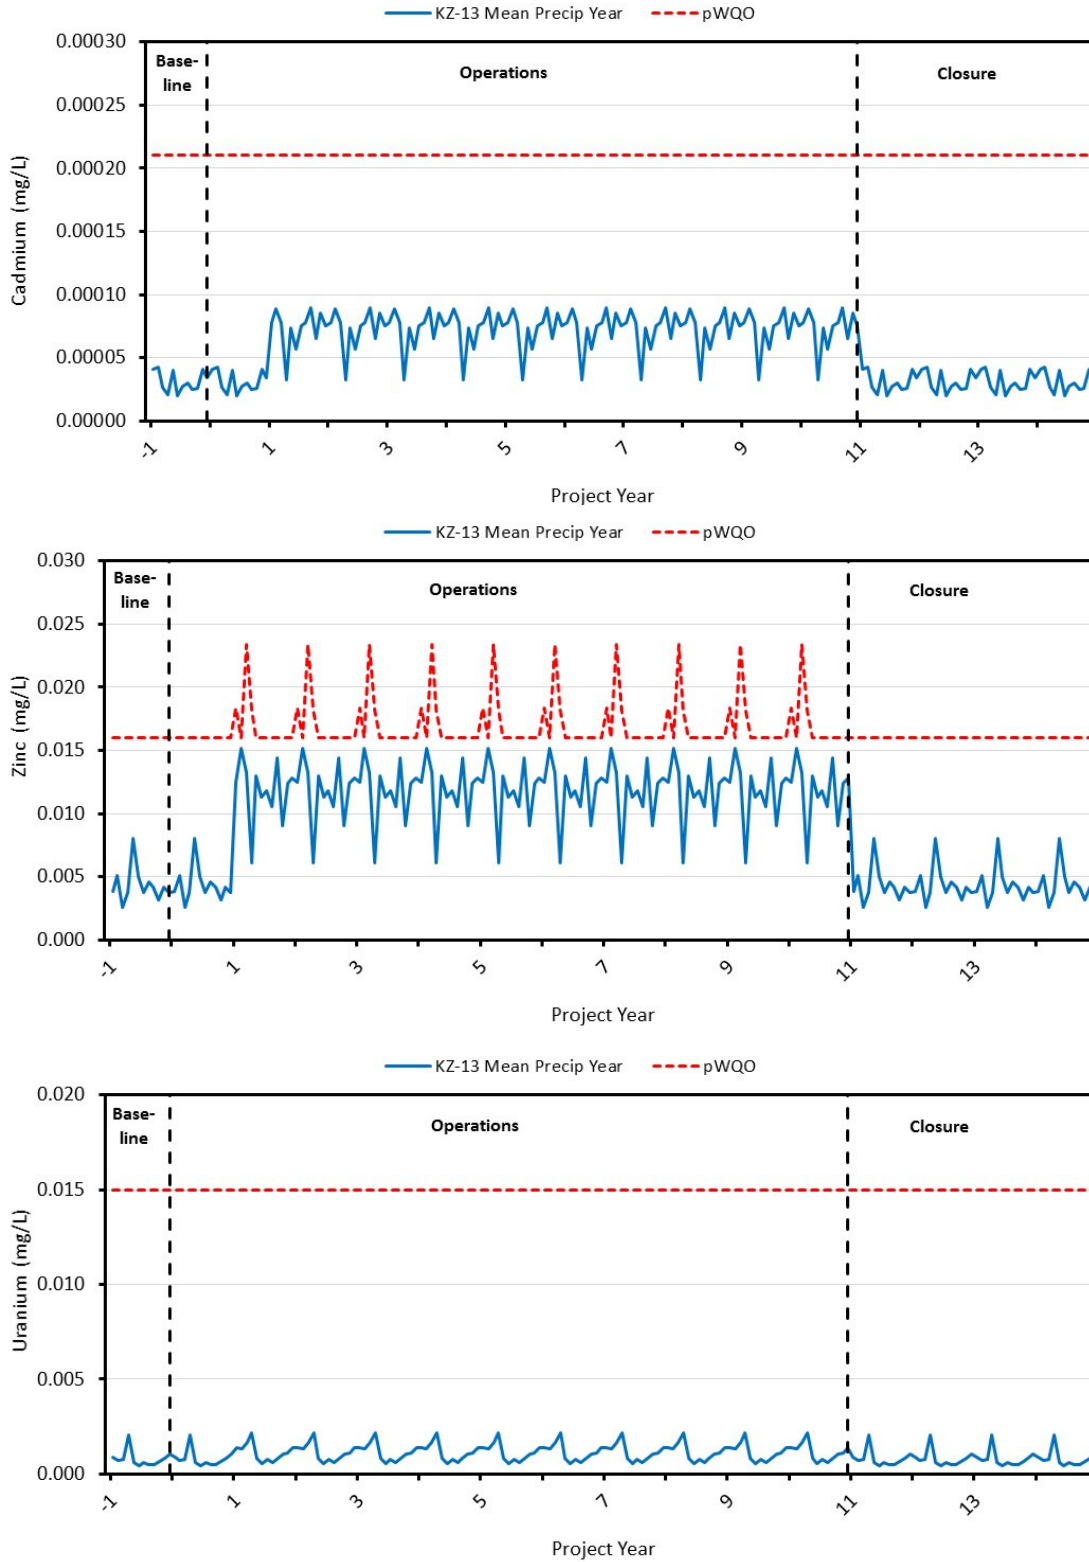 KZ-13 Mean Precip Year pWQO
0.00030
0.00025
0.00020
0.00015
0.00010
0.00005
0.00000
Cadmium (mg/L)
Base-
line
Operations
Closure
-1 1 3 5 7 9 11 13
Project Year
KZ-13 Mean Precip Year pWQO
0.030
0.025
0.020
0.015
0.010
0.005
0.000
Zinc (mg/L)
Base-
line
Operations
Closure
-1 1 3 5 7 9 11 13
Project Year
KZ-13 Mean Precip Year pWQO
0.020
0.015
0.010
0.005
0.000
Uranium (mg/L)
Base-
line
Operations
Closure
-1 1 3 5 7 9 11 13
Project Year